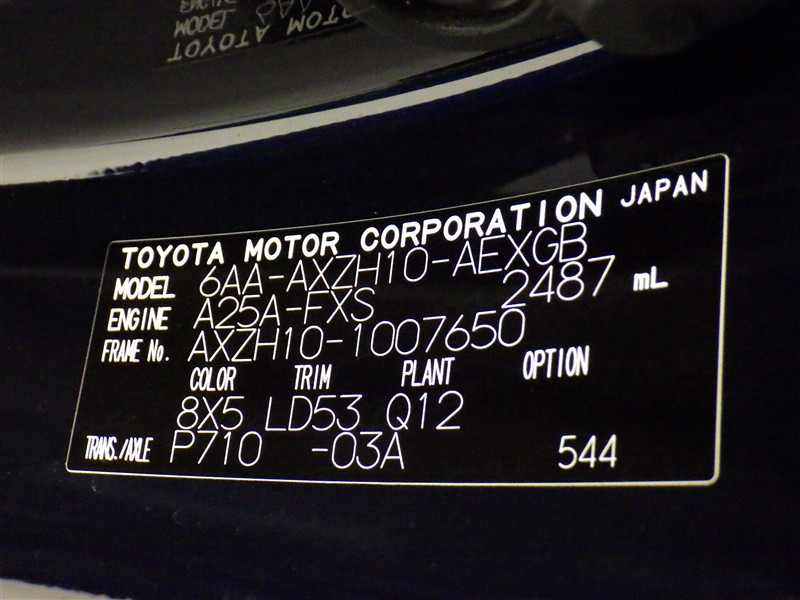 TOYOTA MOTOR CORPORATION JAPAN
MODEL 6AA-AXZH10-AEXGB
ENGINE A25A-FXS 2487 mL
FRAME No. AXZH10-1007650
COLOR TRIM PLANT OPTION
8X5 LD53 Q12
TRANS./AXLE P710 -03A 544